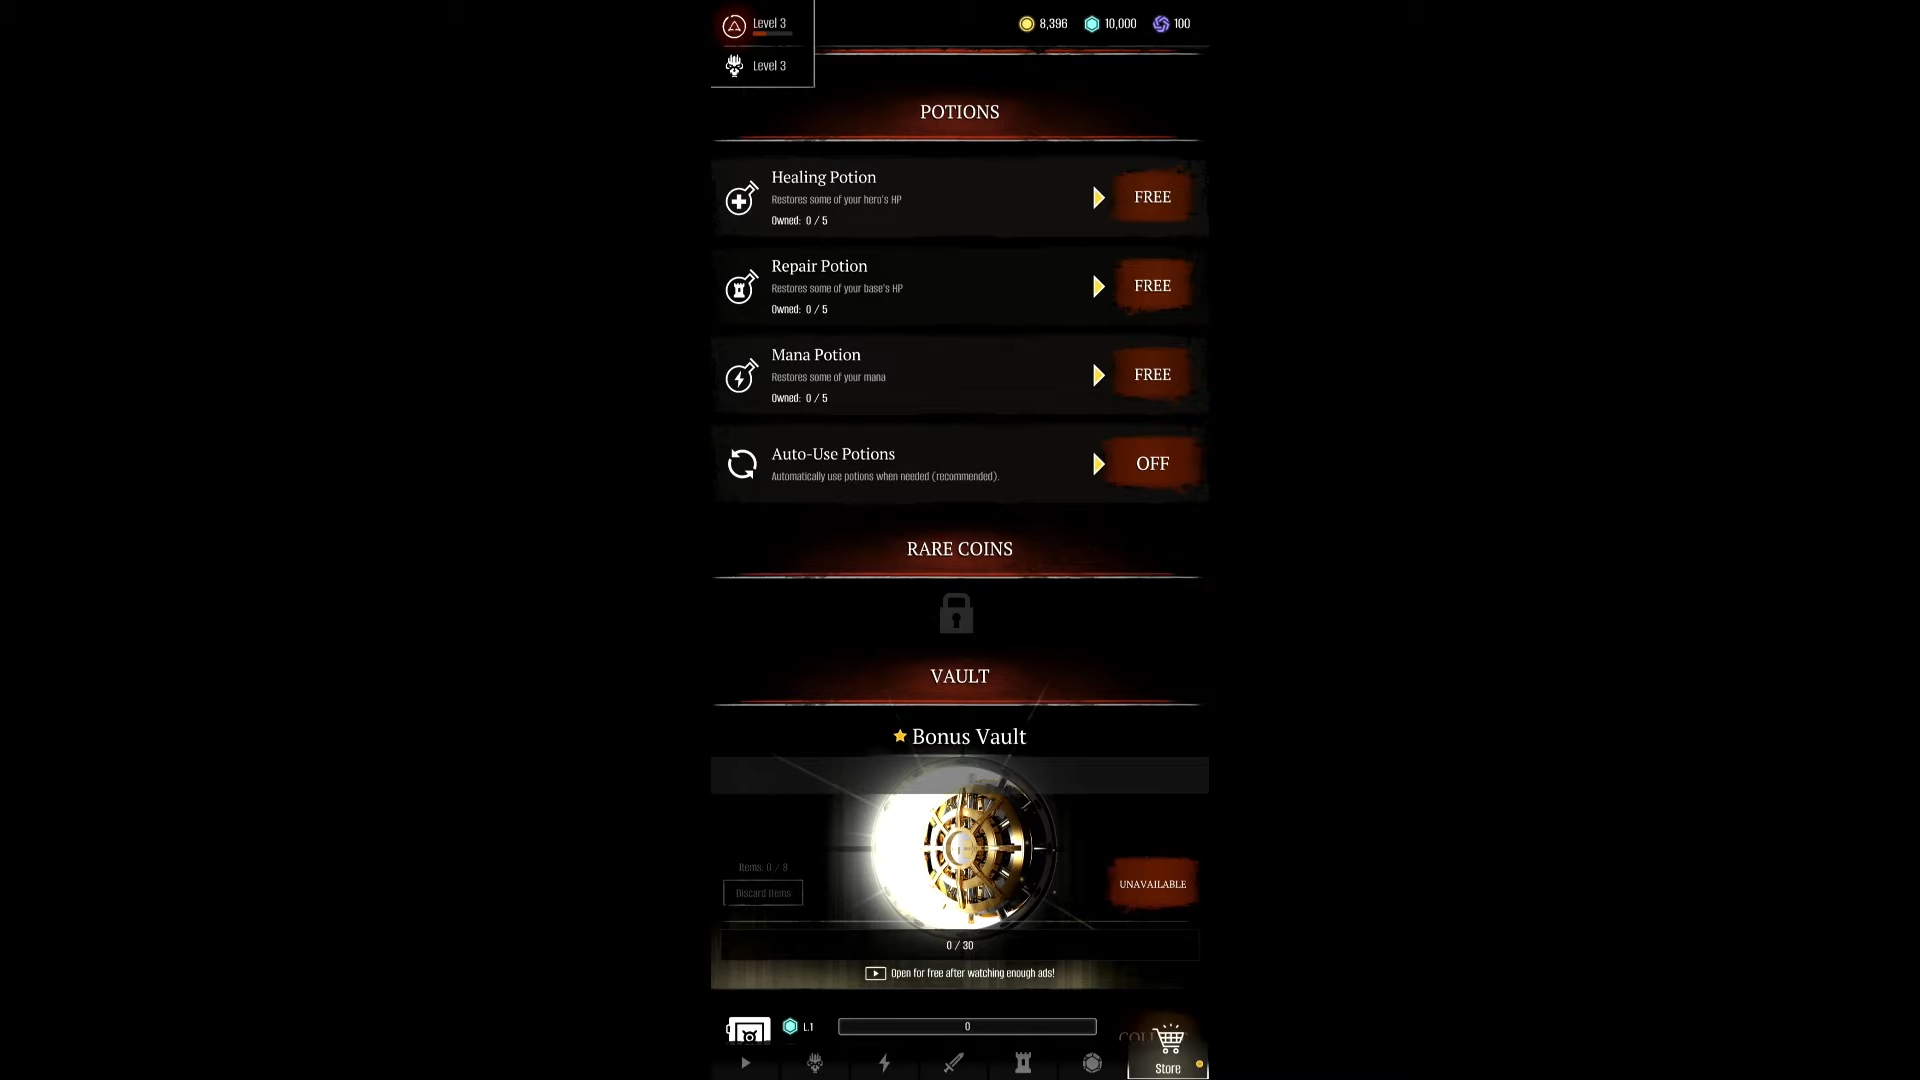 Level 3
8,396
10,000
100
Level 3
POTIONS
Healing Potion
Restores some of your hero's HP
Owned: 0 / 5
FREE
Repair Potion
Restores some of your base's HP
Owned: 0 / 5
FREE
Mana Potion
Restores some of your mana
Owned: 0 / 5
FREE
Auto-Use Potions
Automatically use potions when needed (recommended).
OFF
RARE COINS
VAULT
Bonus Vault
Items: 0 / 8
Discard Items
UNAVAILABLE
0 / 30
Open for free after watching enough ads!
L.1
0
Store